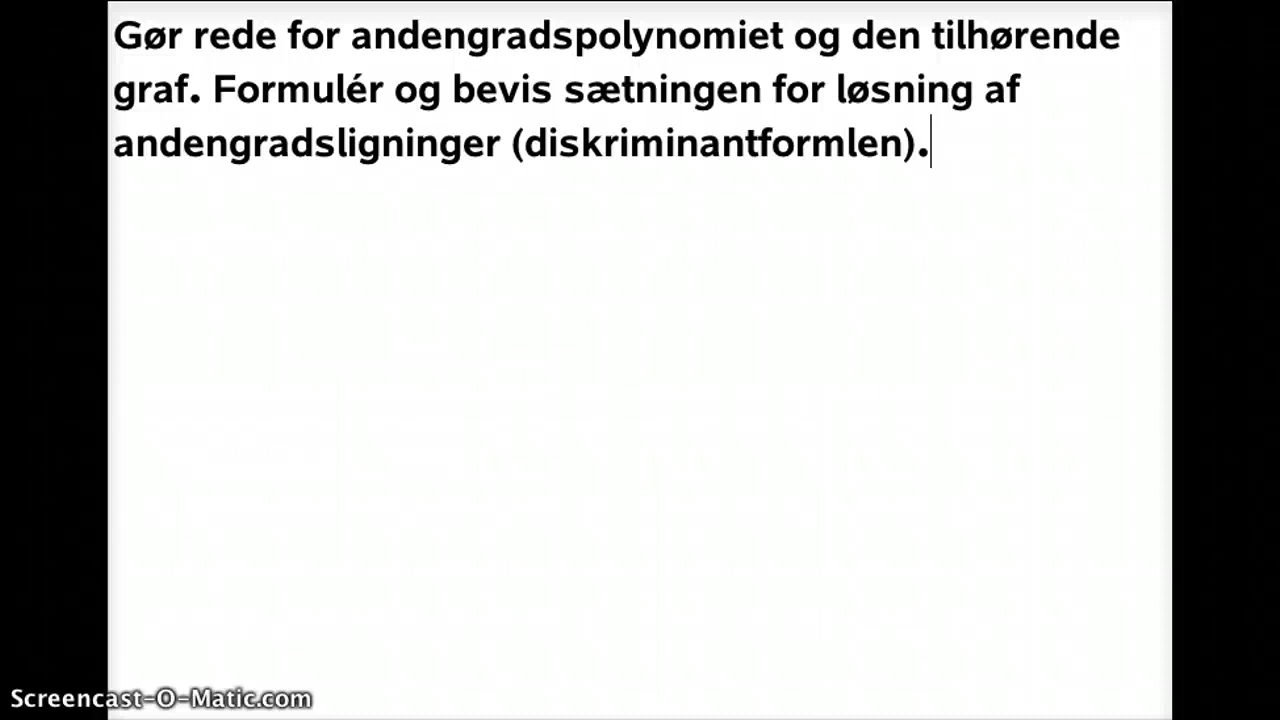 Gør rede for andengradspolynomiet og den tilhørende
graf. Formulér og bevis sætningen for løsning af
andengradsligninger (diskriminantformlen).
Screencast-O-Matic.com